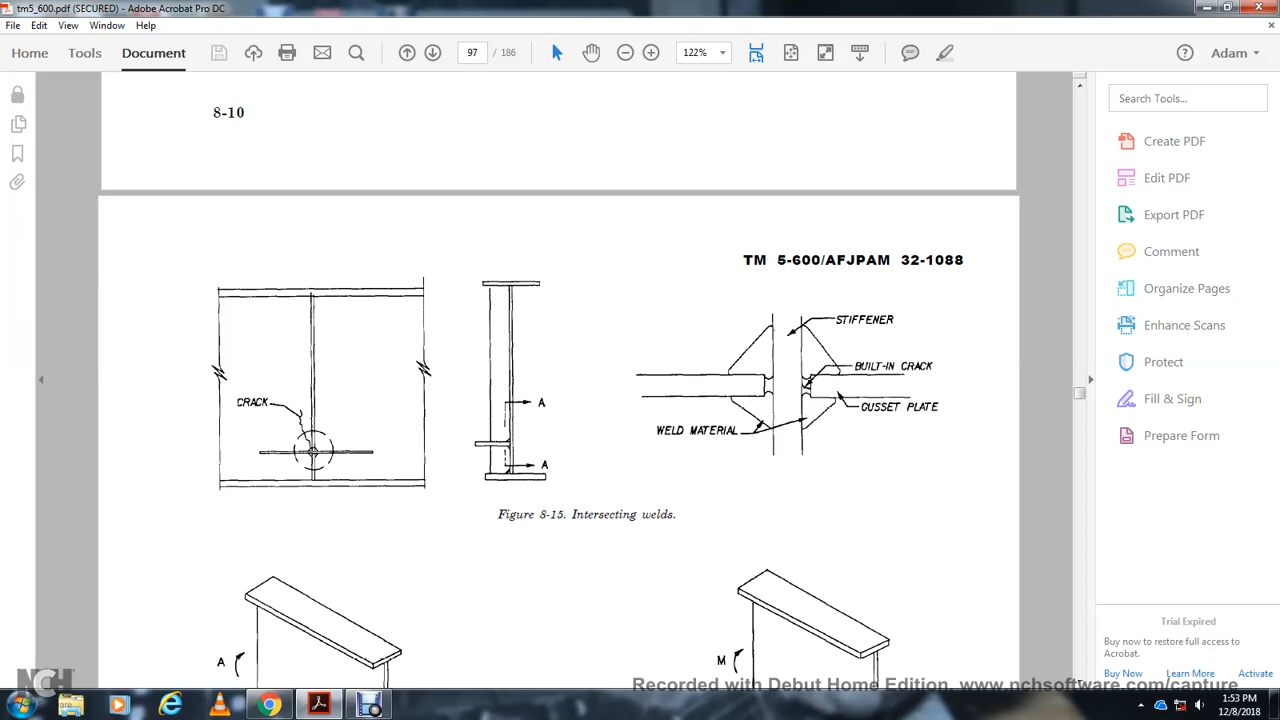 tm5_600.pdf (SECURED) - Adobe Acrobat Pro DC
File Edit View Window Help
Home Tools Document 97 / 186 122% Adam
8-10
TM 5-600/AFJPAM 32-1088
CRACK
A
A
STIFFENER
BUILT-IN CRACK
GUSSET PLATE
WELD MATERIAL
Figure 8-15. Intersecting welds.
A
M
Search Tools...
Create PDF
Edit PDF
Export PDF
Comment
Organize Pages
Enhance Scans
Protect
Fill & Sign
Prepare Form
Trial Expired
Buy now to restore full access to
Acrobat.
Buy Now Learn More Activate
NCH
Recorded with Debut Home Edition. www.nchsoftware.com/capture
1:53 PM
12/8/2018